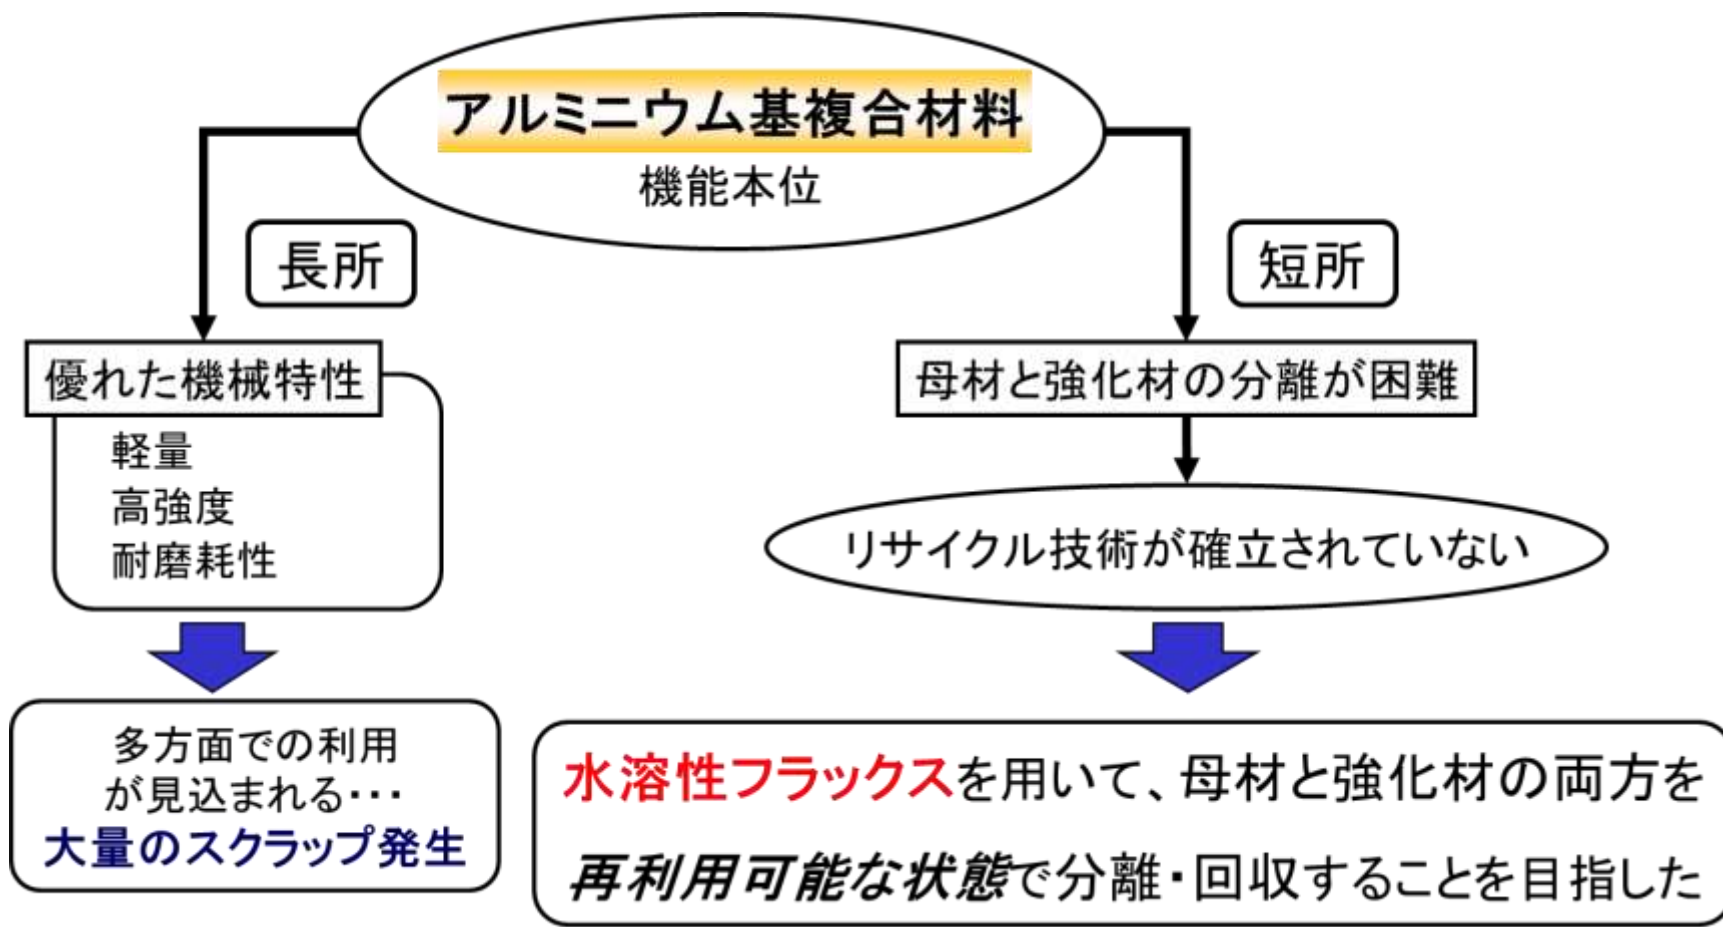 アルミニウム基複合材料
機能本位
長所
優れた機械特性
軽量
高強度
耐磨耗性
多方面での利用
が見込まれる・・・
大量のスクラップ発生
短所
母材と強化材の分離が困難
リサイクル技術が確立されていない
水溶性フラックスを用いて、母材と強化材の両方を
再利用可能な状態で分離・回収することを目指した